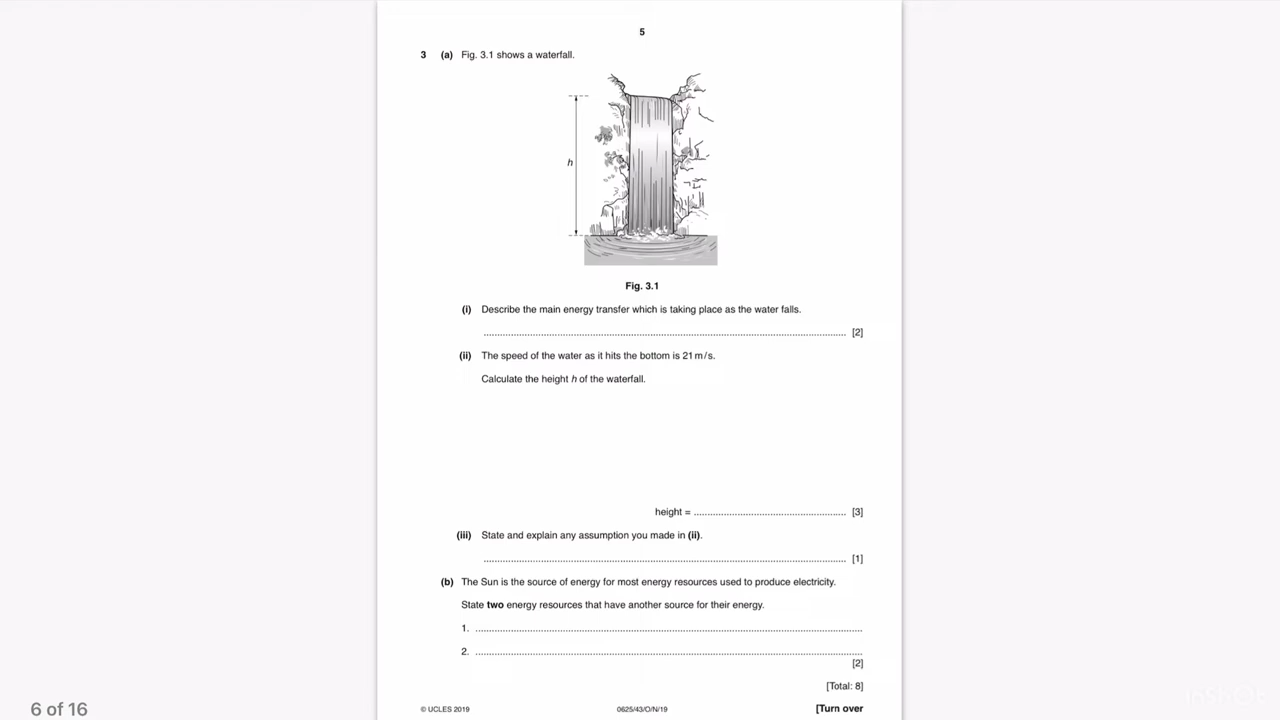 5
3 (a) Fig. 3.1 shows a waterfall.
h
Fig. 3.1
(i) Describe the main energy transfer which is taking place as the water falls.
[2]
(ii) The speed of the water as it hits the bottom is 21 m/s.
Calculate the height h of the waterfall.
height = [3]
(iii) State and explain any assumption you made in (ii).
[1]
(b) The Sun is the source of energy for most energy resources used to produce electricity.
State two energy resources that have another source for their energy.
1.
2.
[2]
[Total: 8]
© UCLES 2019 0625/43/O/N/19 [Turn over
6 of 16